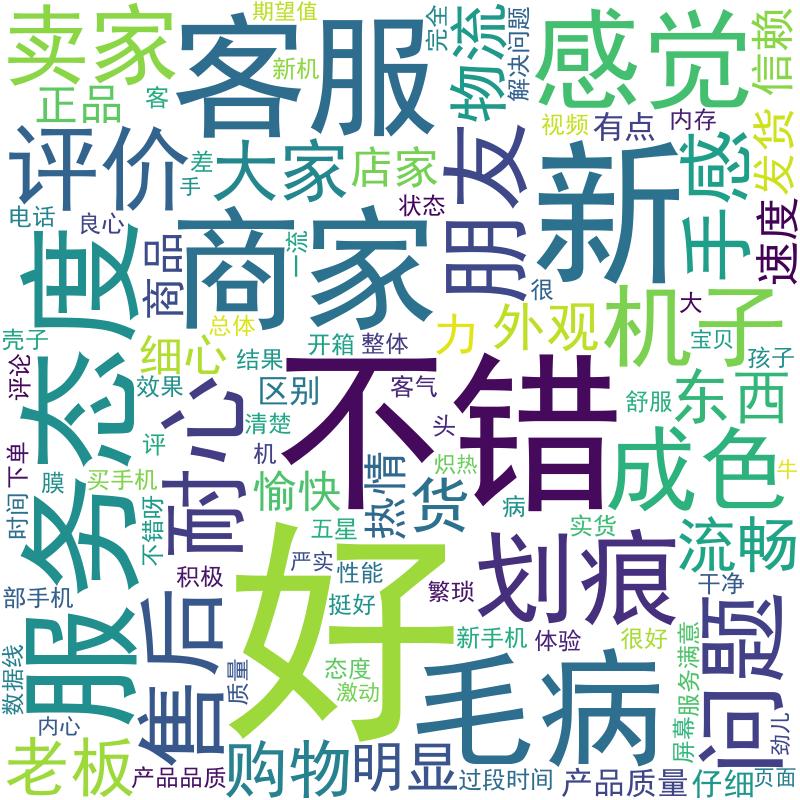 卖家
客服
期望值
新机
完全
物流
解决问题
感觉
信赖
正品
客
视频
有点
内存
发货
评价
差
手
大家
店家
朋友
新
手感
速度
电话
良心
状态
服务态度
商品
商家
一流
很
大
壳子
总体
力
外观
机子
宝贝
评论
细心
结果
开箱
整体
孩子
效果
耐心
区别
不错
客气
舒服
东西
下单
评
清楚
头
成色
时间
膜
买手机
机
热情
炽热
牛
不错呀
愉快
货
病
实货
流畅
五星
积极
好
严实
性能
繁琐
划痕
干净
部手机
售后
挺好
新手机
体验
很好
问题
数据线
质量
态度
激动
毛病
屏幕服务满意
内心
劲儿
老板
产品品质
购物
明显
过段时间
产品质量
仔细
页面